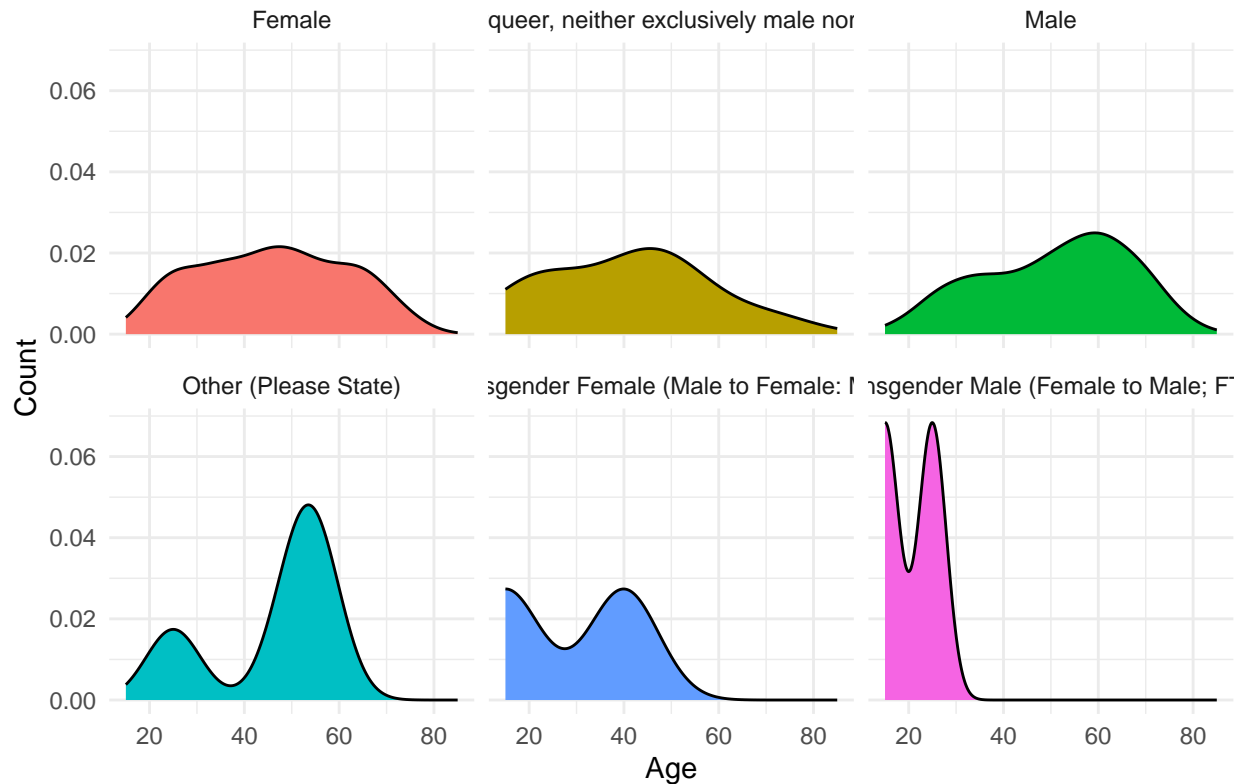 Female
queer, neither exclusively male nor
Male
0.06
0.04
0.02
0.00
Count
Other (Please State)
sgender Female (Male to Female: M
nsgender Male (Female to Male; FT
0.06
0.04
0.02
0.00
20 40 60 80 20 40 60 80 20 40 60 80
Age